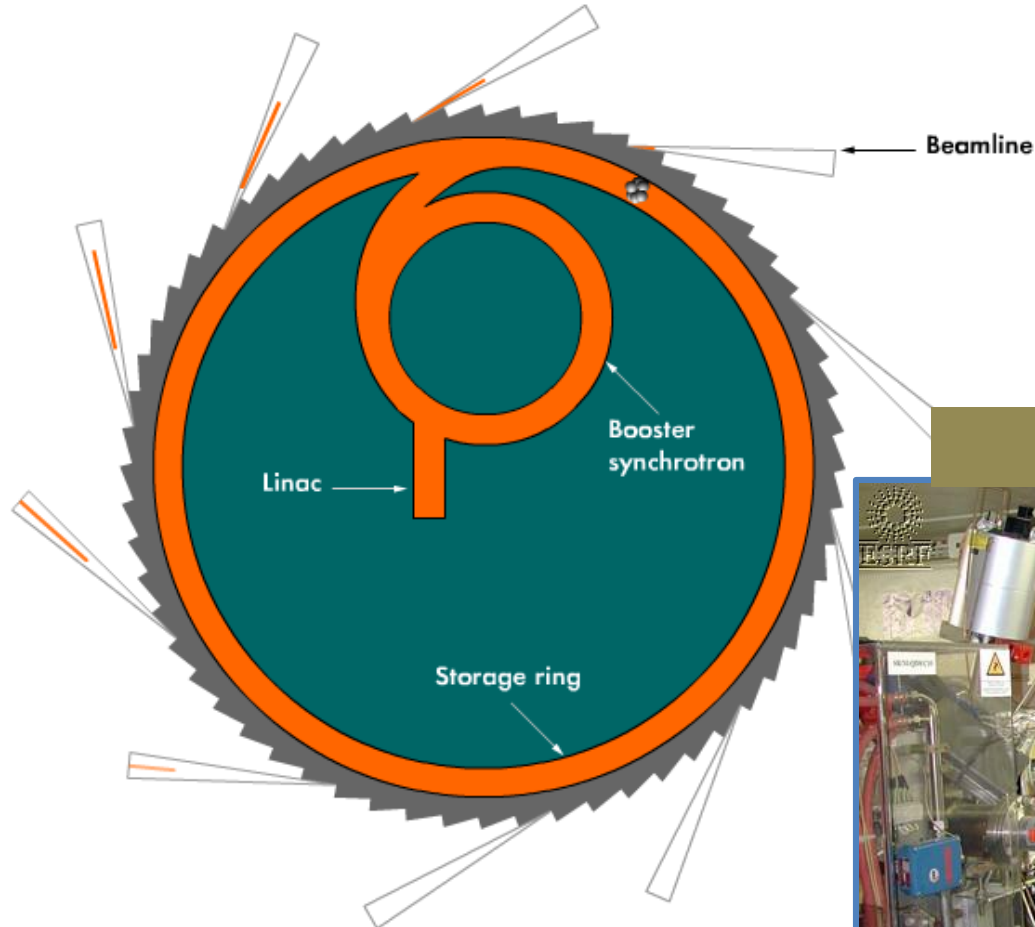 Beamline
Booster
synchrotron
Linac
Storage ring
ESRF